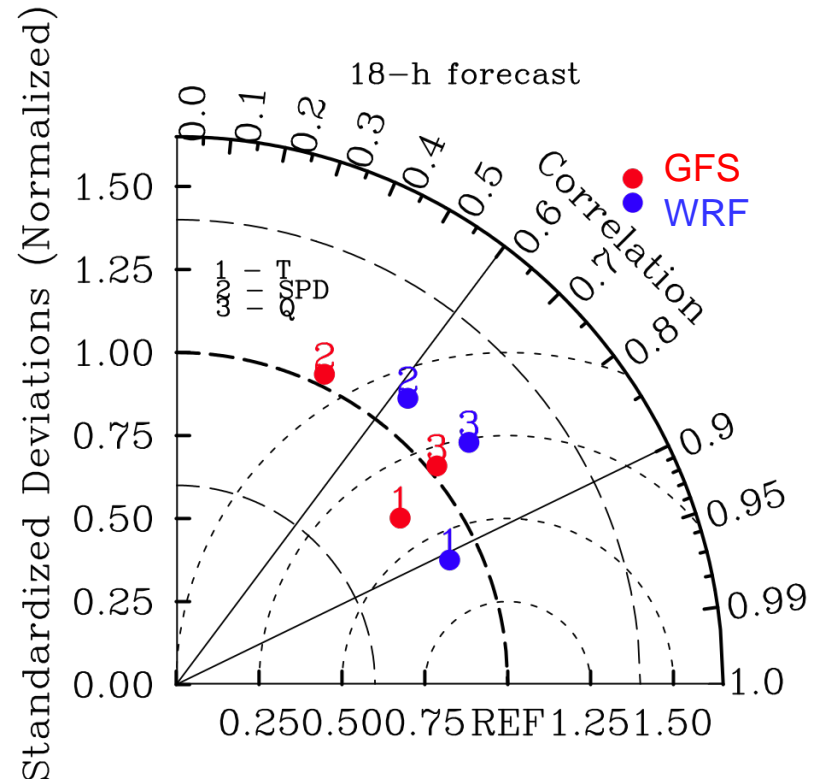 18-h forecast
0.0
0.1
0.2
0.3
0.4
0.5
0.6
0.7
0.8
0.9
0.95
0.99
1.0
Correlation
GFS
WRF
Standardized Deviations (Normalized)
1.50
1.25
1.00
0.75
0.50
0.25
0.00
1 - T
2 - SPD
3 - Q
2
2
3
3
1
1
0.25 0.50 0.75 REF 1.25 1.50